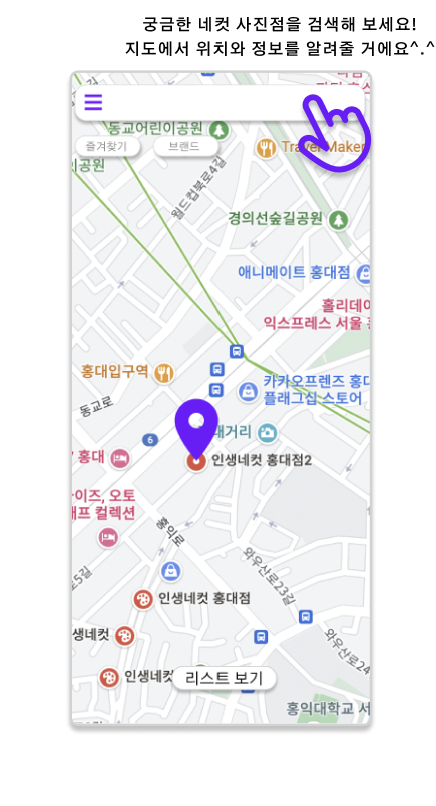 궁금한 네컷 사진점을 검색해 보세요!
지도에서 위치와 정보를 알려줄 거에요^.^
동교어린이공원
즐겨찾기
브랜드
Travel Maker
공원
월드컵북로4길
경의선숲길공원
애니메이트 홍대점
홀리데이
익스프레스 서울 홍
홍대입구역
카카오프렌즈 홍대
플래그십 스토어
동교로
대거리
6
홍대
인생네컷 홍대점2
이즈, 오토
래프 컬렉션
홍익로
와우산로23길
로5길
인생네컷 홍대점
생네컷
와우산로24
인생네컷
리스트 보기
홍익대학교 서